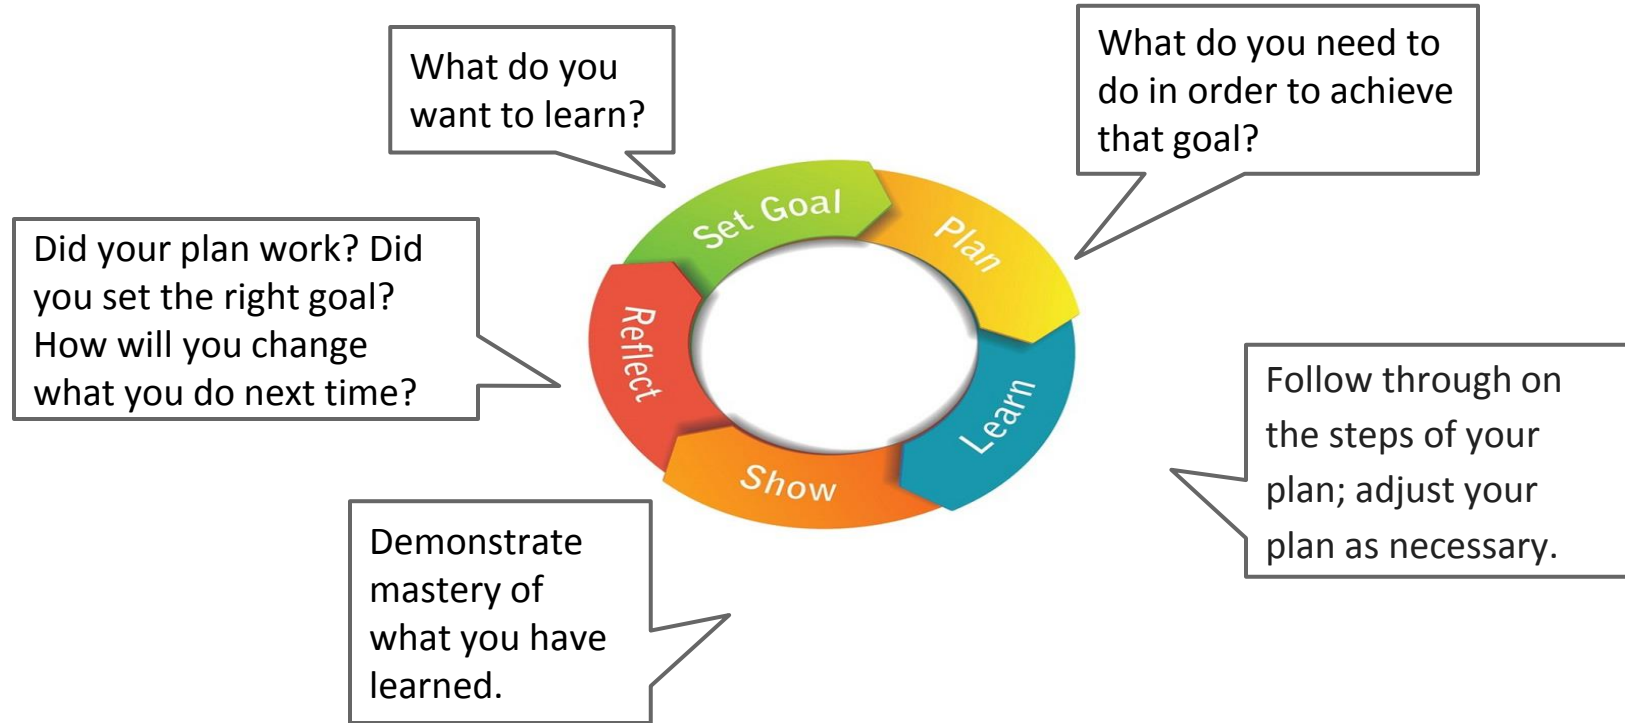 What do you
want to learn?
What do you need to
do in order to achieve
that goal?
Set Goal
Plan
Did your plan work? Did
you set the right goal?
How will you change
what you do next time?
Reflect
Learn
Follow through on
the steps of your
plan; adjust your
plan as necessary.
Show
Demonstrate
mastery of
what you have
learned.